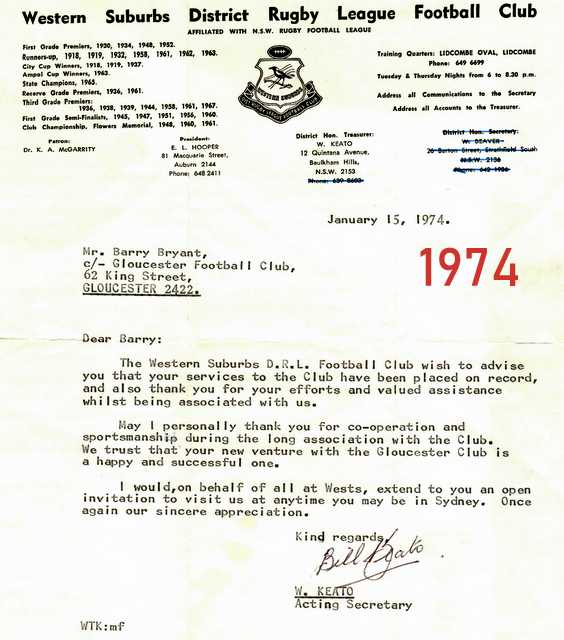 Western Suburbs District Rugby League Football Club
AFFILIATED WITH N.S.W. RUGBY FOOTBALL LEAGUE
First Grade Premiers, 1930, 1934, 1948, 1952.
Runners-up, 1918, 1919, 1932, 1958, 1961, 1962, 1963.
City Cup Winners, 1918, 1919, 1937.
Ampol Cup Winners, 1963.
State Champions, 1965.
Reserve Grade Premiers, 1936, 1961.
Third Grade Premiers:
1936, 1938, 1939, 1944, 1958, 1961, 1967.
First Grade Semi-Finalists, 1945, 1947, 1951, 1956, 1960.
Club Championship, Flowers Memorial, 1948, 1960, 1961.
WESTERN SUBURBS
Training Quarters: LIDCOMBE OVAL, LIDCOMBE
Phone: 649 6699
Tuesday & Thursday Nights from 6 to 8.30 p.m.
Address all Communications to the Secretary
Address all Accounts to the Treasurer.
Patron:
Dr. K. A. McGARRITY
President:
E. L. HOOPER
81 Macquarie Street,
Auburn 2144
Phone: 648 2411
District Hon. Treasurer:
W. KEATO
12 Quintana Avenue,
Baulkham Hills,
N.S.W. 2153
Phone: 639 8603
District Hon. Secretary:
W. BEAVER
Street, Strathfield South
N.S.W. 2136
Phone: 642
January 15, 1974.
1974
Mr. Barry Bryant,
c/- Gloucester Football Club,
62 King Street,
GLOUCESTER 2422.
Dear Barry:
The Western Suburbs D.R.L. Football Club wish to advise
you that your services to the Club have been placed on record,
and also thank you for your efforts and valued assistance
whilst being associated with us.
May I personally thank you for co-operation and
sportsmanship during the long association with the Club.
We trust that your new venture with the Gloucester Club is
a happy and successful one.
I would,on behalf of all at Wests, extend to you an open
invitation to visit us at anytime you may be in Sydney. Once
again our sincere appreciation.
Kind regards,
Bill Keato
W. KEATO
Acting Secretary
WTK:mf